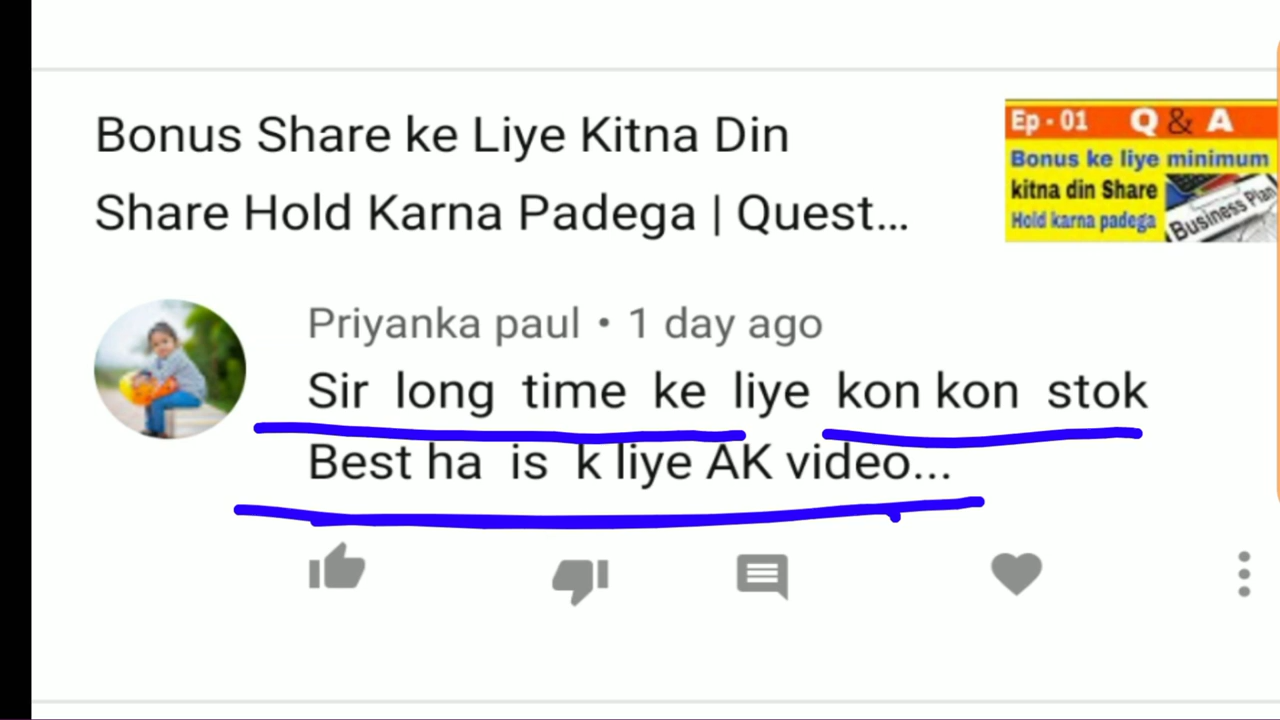 Bonus Share ke Liye Kitna Din
Share Hold Karna Padega | Quest...
Ep - 01 Q & A
Bonus ke liye minimum
kitna din Share
Hold karna padega
Business Plan
Priyanka paul • 1 day ago
Sir long time ke liye kon kon stok
Best ha is k liye AK video...